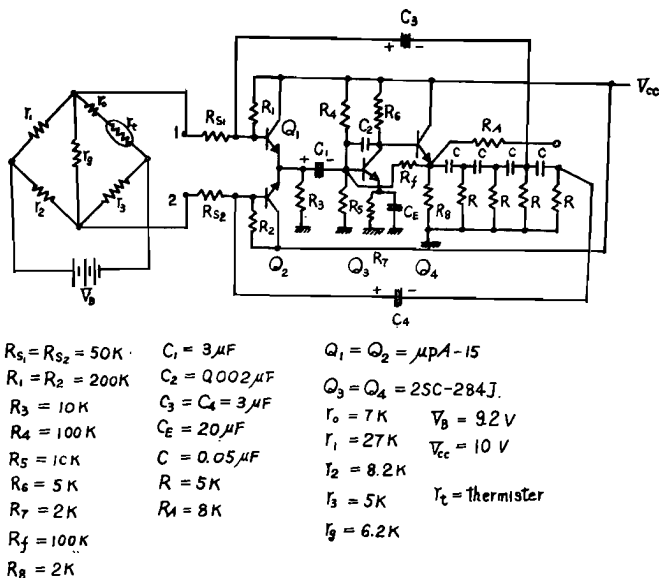 C3
+ -
Vcc
r1
r0
rt
rg
r2
r3
VB
1
RS1
R1
Q1
R4
R6
C2
RA
+ C1 -
C C C C
Rf
2
RS2
R2
R3
R5
CE
R8
R R R R
Q2
Q3
R7
Q4
+ -
C4
RS1 = RS2 = 50K
R1 = R2 = 200K
R3 = 10K
R4 = 100K
R5 = 10K
R6 = 5K
R7 = 2K
Rf = 100K
R8 = 2K
C1 = 3μF
C2 = 0.002μF
C3 = C4 = 3μF
CE = 20μF
C = 0.05μF
R = 5K
RA = 8K
Q1 = Q2 = μpA-15
Q3 = Q4 = 2SC-284J.
r0 = 7K
r1 = 27K
r2 = 8.2K
r3 = 5K
rg = 6.2K
VB = 9.2V
Vcc = 10 V
rt = thermister